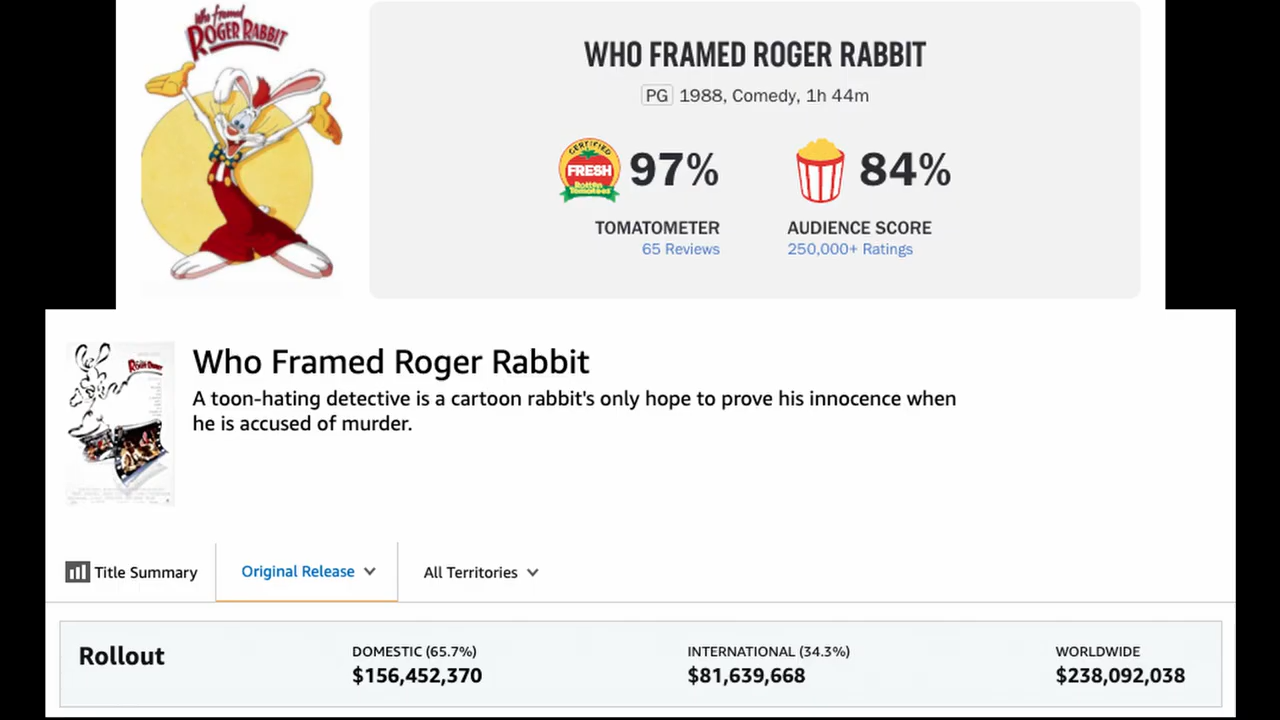 Who framed
ROGER RABBIT
WHO FRAMED ROGER RABBIT
PG 1988, Comedy, 1h 44m
CERTIFIED
FRESH
Rotten
Tomatoes
97%
84%
TOMATOMETER
AUDIENCE SCORE
65 Reviews
250,000+ Ratings
Who Framed Roger Rabbit
A toon-hating detective is a cartoon rabbit's only hope to prove his innocence when
he is accused of murder.
Title Summary
Original Release
All Territories
Rollout
DOMESTIC (65.7%)
$156,452,370
INTERNATIONAL (34.3%)
$81,639,668
WORLDWIDE
$238,092,038